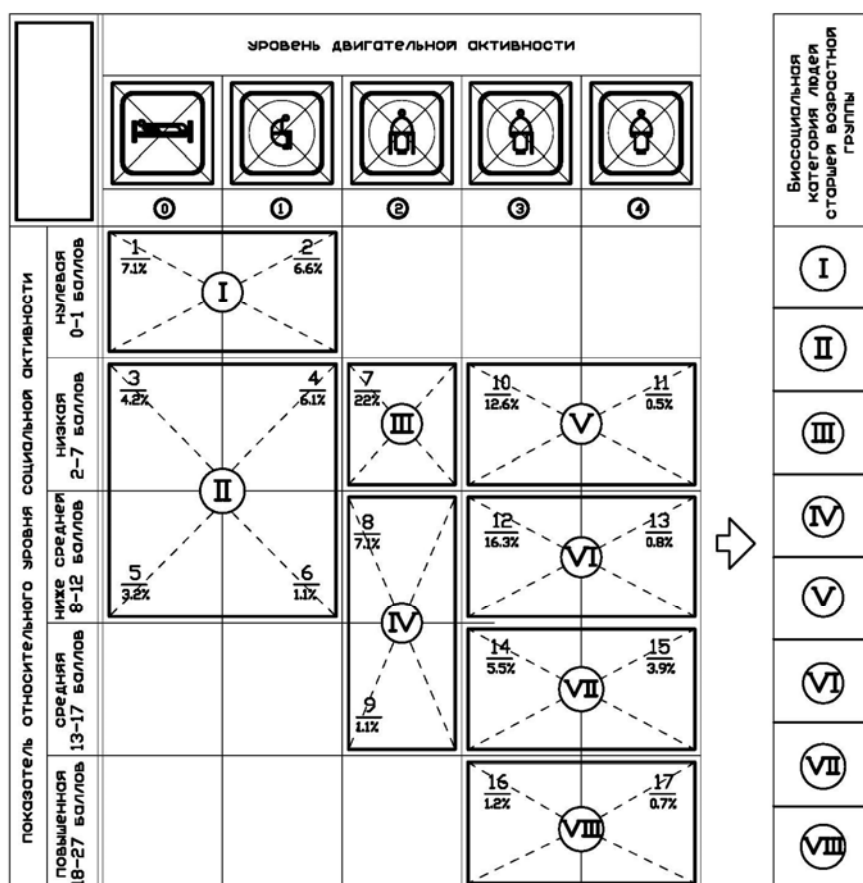 УРОВЕНЬ ДВИГАТЕЛЬНОЙ АКТИВНОСТИ
0
1
2
3
4
ПОКАЗАТЕЛЬ ОТНОСИТЕЛЬНОГО УРОВНЯ СОЦИАЛЬНОЙ АКТИВНОСТИ
НУЛЕВАЯ
0-1 БАЛЛОВ
1
7.1%
2
6.6%
I
НИЗКАЯ
2-7 БАЛЛОВ
3
4.2%
4
6.1%
7
22%
III
10
12.6%
11
0.5%
V
II
НИЖЕ СРЕДНЕЙ
8-12 БАЛЛОВ
5
3.2%
6
1.1%
8
7.1%
12
16.3%
13
0.8%
VI
IV
СРЕДНЯЯ
13-17 БАЛЛОВ
9
1.1%
14
5.5%
15
3.9%
VII
ПОВЫШЕННАЯ
18-27 БАЛЛОВ
16
1.2%
17
0.7%
VIII
Биосоциальная
категория людей
старшей возрастной
группы
I
II
III
IV
V
VI
VII
VIII